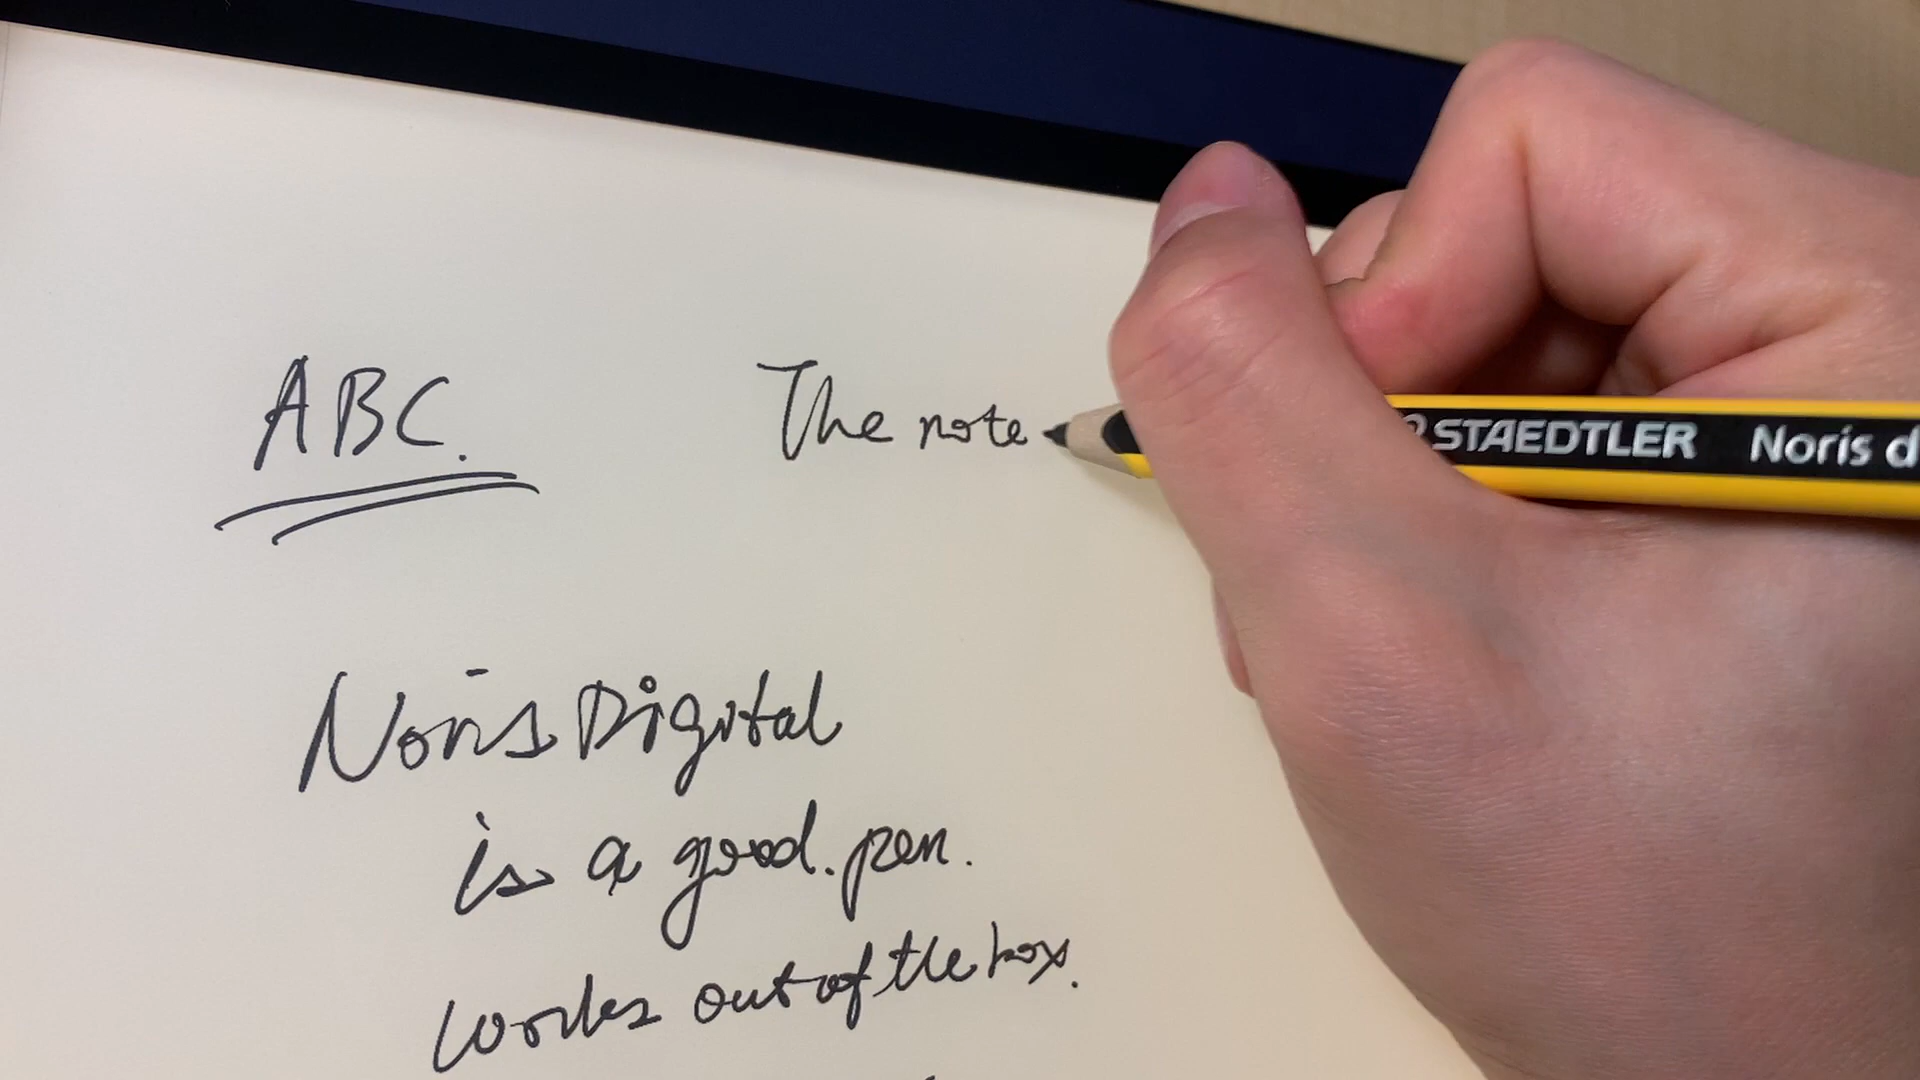 ABC.
The note
STAEDTLER Noris d
Noris Digital
is a good. pen.
works out of the box.